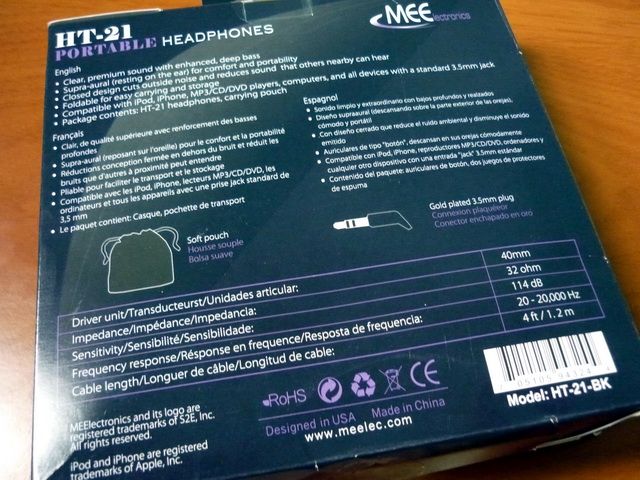 HT-21
PORTABLE HEADPHONES
MEElectronics
English
• Clear, premium sound with enhanced, deep bass
• Supra-aural (resting on the ear) for comfort and portability
• Closed design cuts outside noise and reduces sound that others nearby can hear
• Foldable for easy carrying and storage
• Compatible with iPod, iPhone, MP3/CD/DVD players, computers, and all devices with a standard 3.5mm jack
• Package contents: HT-21 headphones, carrying pouch
Français
• Clair, de qualité supérieure avec renforcement des basses
profondes
• Supra-aural (reposant sur l'oreille) pour le confort et la portabilité
• Réductions conception fermée en dehors du bruit et réduit les
bruits que d'autres à proximité peut entendre
• Pliable pour faciliter le transport et le stockage
• Compatible avec les iPod, iPhone, lecteurs MP3/CD/DVD, les
ordinateurs et tous les appareils avec une prise jack standard de
3,5 mm
• Le paquet contient: Casque, pochette de transport
Espagnol
• Sonido limpio y extraordinario con bajos profundos y realzados
• Diseño supraaural (descansando sobre la parte exterior de las orejas),
cómodo y portátil
• Con diseño cerrado que reduce el ruido ambiental y disminuye el sonido
emitido
• Auriculares de tipo "botón", descansan en sus orejas cómodamente
• Compatible con iPod, iPhone, reproductores MP3/CD/DVD, ordenadores y
cualquier otro dispositivo con una entrada "jack" 3.5mm estándar
• Contenido del paquete: auriculares de botón, dos juegos de protectores
de espuma
Soft pouch
Housse souple
Bolsa suave
Gold plated 3.5mm plug
Connexion plaquéeor
Conector enchapado en oro
Driver unit/Transducteurst/Unidades articular: 40mm
Impedance/Impédance/Impedancia: 32 ohm
Sensitivity/Sensibilité/Sensibilidade: 114 dB
Frequency response/Résponse en fréquence/Resposta de frequencia: 20 - 20,000 Hz
Cable length/Longuer de câble/Longitud de cable: 4 ft / 1.2 m
MEElectronics and its logo are
registered trademarks of S2E, Inc.
All rights reserved.
iPod and iPhone are registered
trademarks of Apple, Inc.
RoHS
CE
Designed in USA Made in China
www.meelec.com
Model: HT-21-BK